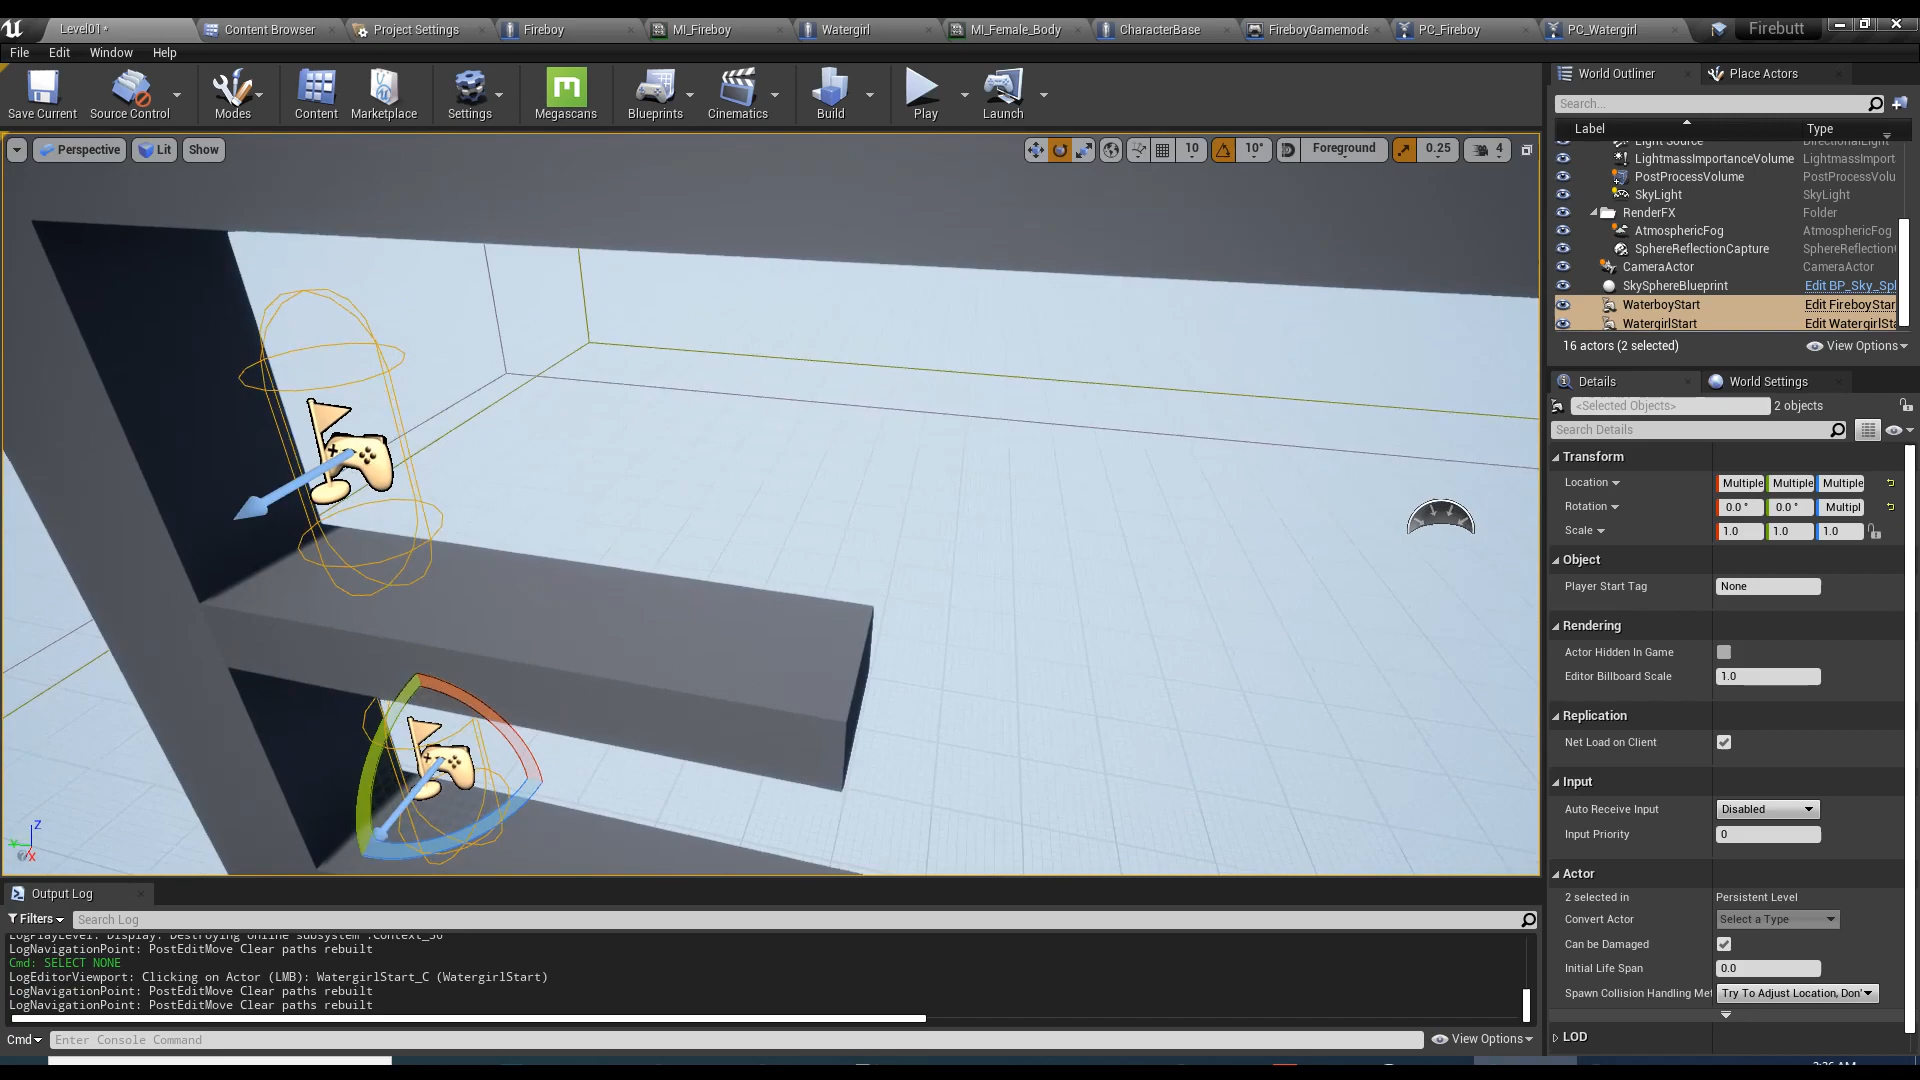 Level01*
Content Browser
Project Settings
Fireboy
MI_Fireboy
Watergirl
MI_Female_Body
CharacterBase
FireboyGamemode
PC_Fireboy
PC_Watergirl
Firebutt
File Edit Window Help
Save Current
Source Control
Modes
Content
Marketplace
Settings
Megascans
Blueprints
Cinematics
Build
Play
Launch
Perspective
Lit
Show
10
10°
Foreground
0.25
4
World Outliner
Place Actors
Search...
Label Type
Light Source DirectionalLight
LightmassImportanceVolume LightmassImport
PostProcessVolume PostProcessVolu
SkyLight SkyLight
RenderFX Folder
AtmosphericFog AtmosphericFog
SphereReflectionCapture SphereReflection
CameraActor CameraActor
SkySphereBlueprint Edit BP_Sky_Sp
WaterboyStart Edit FireboyStar
WatergirlStart Edit WatergirlSta
16 actors (2 selected) View Options
Details
World Settings
<Selected Objects> 2 objects
Search Details
Transform
Location Multiple Multiple Multiple
Rotation 0.0 ° 0.0 ° Multipl
Scale 1.0 1.0 1.0
Object
Player Start Tag None
Rendering
Actor Hidden In Game
Editor Billboard Scale 1.0
Replication
Net Load on Client
Input
Auto Receive Input Disabled
Input Priority 0
Actor
2 selected in Persistent Level
Convert Actor Select a Type
Can be Damaged
Initial Life Span 0.0
Spawn Collision Handling Met Try To Adjust Location, Don'
LOD
Z
Y
X
Output Log
Filters Search Log
LogPlayLevel: Display: Destroying online subsystem :Context_30
LogNavigationPoint: PostEditMove Clear paths rebuilt
Cmd: SELECT NONE
LogEditorViewport: Clicking on Actor (LMB): WatergirlStart_C (WatergirlStart)
LogNavigationPoint: PostEditMove Clear paths rebuilt
LogNavigationPoint: PostEditMove Clear paths rebuilt
Cmd Enter Console Command View Options